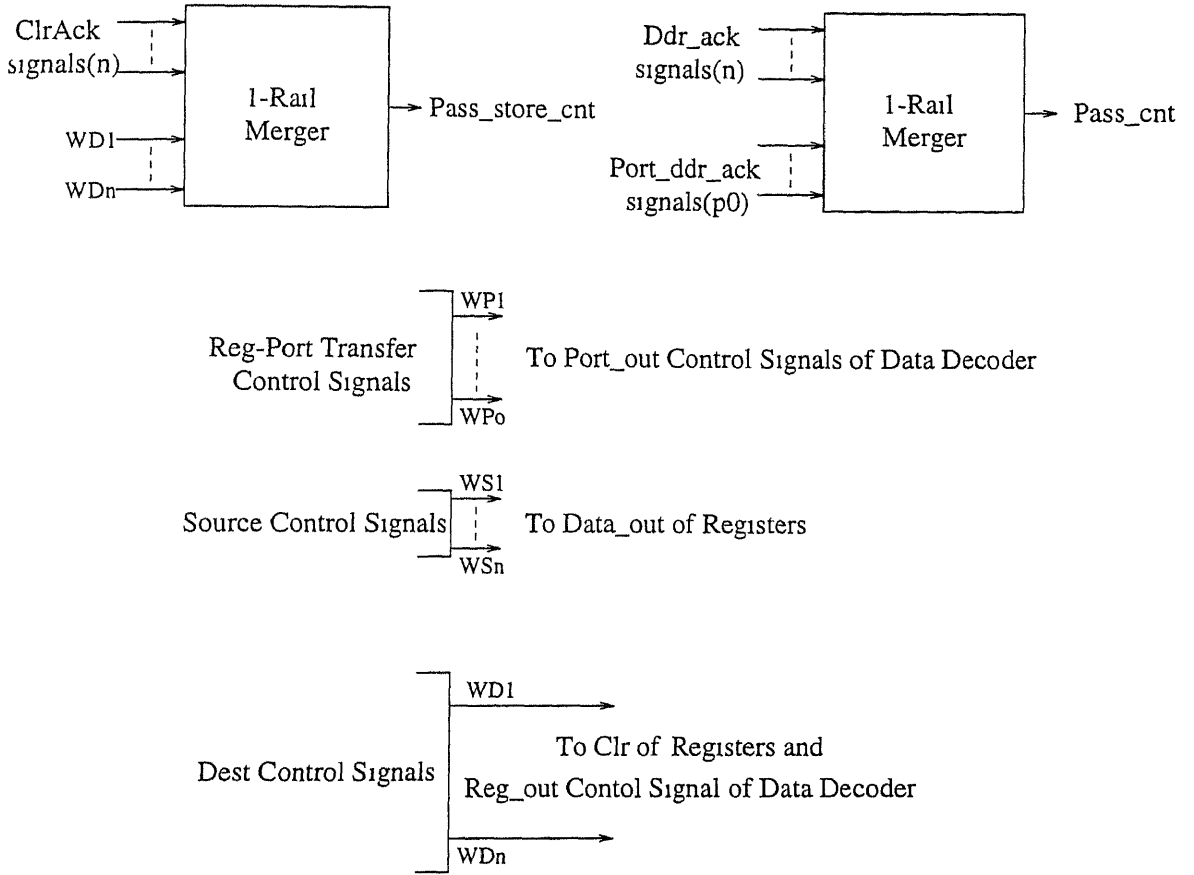 ClrAck
signals(n)
WD1
WDn
1-Rail
Merger
Pass_store_cnt
Ddr_ack
signals(n)
Port_ddr_ack
signals(p0)
1-Rail
Merger
Pass_cnt
Reg-Port Transfer
Control Signals
WP1
WPo
To Port_out Control Signals of Data Decoder
Source Control Signals
WS1
WSn
To Data_out of Registers
Dest Control Signals
WD1
WDn
To Clr of Registers and
Reg_out Contol Signal of Data Decoder